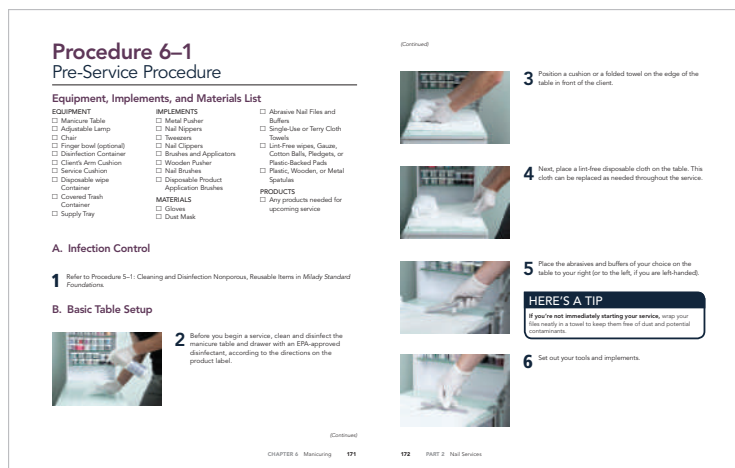 Procedure 6–1
Pre-Service Procedure
Equipment, Implements, and Materials List
EQUIPMENT
☐ Manicure Table
☐ Adjustable Lamp
☐ Chair
☐ Finger bowl (optional)
☐ Disinfection Container
☐ Client's Arm Cushion
☐ Service Cushion
☐ Disposable wipe
Container
☐ Covered Trash
Container
☐ Supply Tray
IMPLEMENTS
☐ Metal Pusher
☐ Nail Nippers
☐ Tweezers
☐ Nail Clippers
☐ Brushes and Applicators
☐ Wooden Pusher
☐ Nail Brushes
☐ Disposable Product
Application Brushes
MATERIALS
☐ Gloves
☐ Dust Mask
☐ Abrasive Nail Files and
Buffers
☐ Single-Use or Terry Cloth
Towels
☐ Lint-Free wipes, Gauze,
Cotton Balls, Pledgets, or
Plastic-Backed Pads
☐ Plastic, Wooden, or Metal
Spatulas
PRODUCTS
☐ Any products needed for
upcoming service
A. Infection Control
1 Refer to Procedure 5–1: Cleaning and Disinfection Nonporous, Reusable Items in Milady Standard
Foundations.
B. Basic Table Setup
2 Before you begin a service, clean and disinfect the
manicure table and drawer with an EPA-approved
disinfectant, according to the directions on the
product label.
(Continues)
CHAPTER 6 Manicuring 171
(Continued)
3 Position a cushion or a folded towel on the edge of the
table in front of the client.
4 Next, place a lint-free disposable cloth on the table. This
cloth can be replaced as needed throughout the service.
5 Place the abrasives and buffers of your choice on the
table to your right (or to the left, if you are left-handed).
HERE'S A TIP
If you're not immediately starting your service, wrap your
files neatly in a towel to keep them free of dust and potential
contaminants.
6 Set out your tools and implements.
172 PART 2 Nail Services